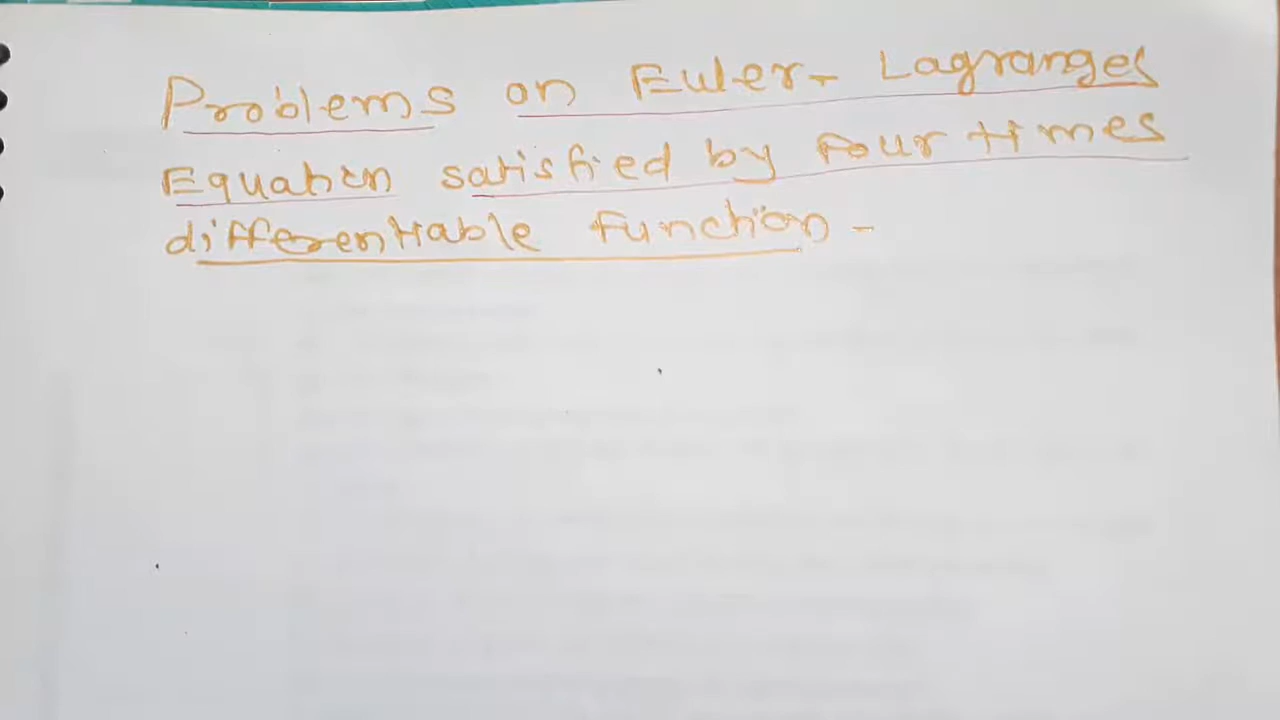 Problems on Euler- Lagranges
Equation satisfied by four times
differentiable function -